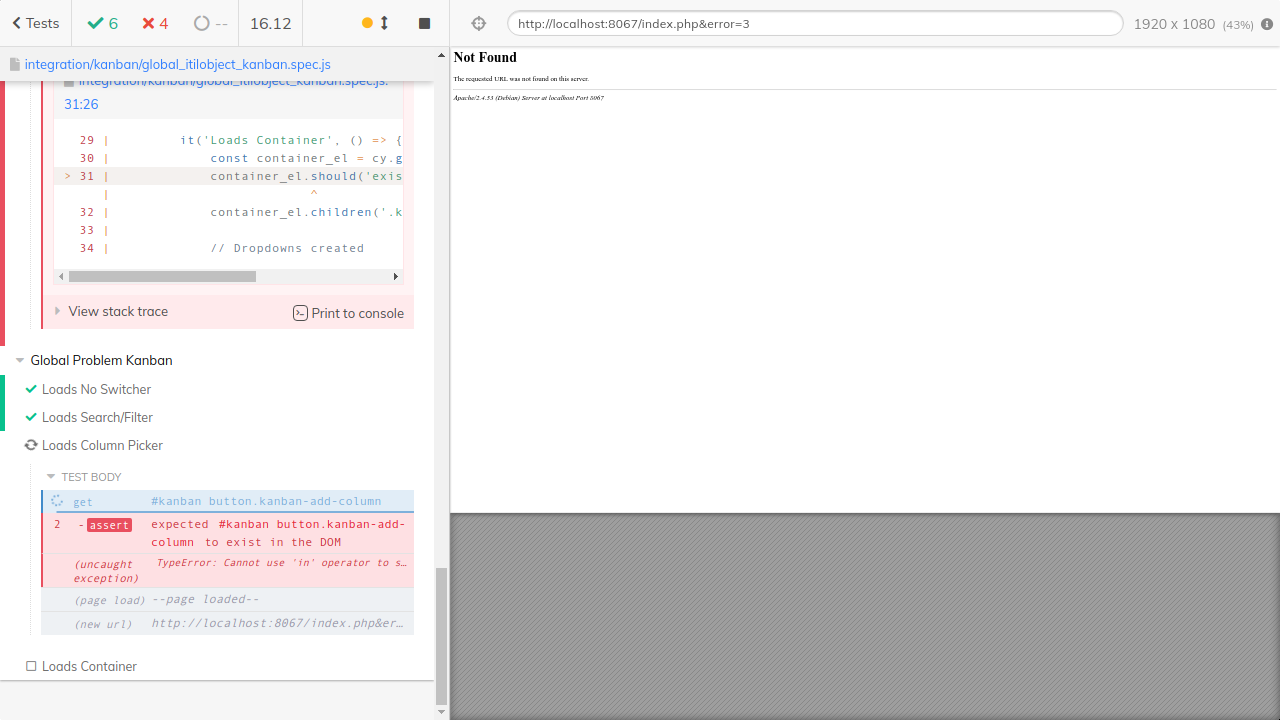 Tests
6
4
--
16.12
http://localhost:8067/index.php&error=3
1920 x 1080 (43%)
integration/kanban/global_itilobject_kanban.spec.js
integration/kanban/global_itilobject_kanban.spec.js:
31:26
29 | it('Loads Container', () => {
30 | const container_el = cy.g
> 31 | container_el.should('exis
| ^
32 | container_el.children('.k
33 |
34 | // Dropdowns created
View stack trace
Print to console
Global Problem Kanban
Loads No Switcher
Loads Search/Filter
Loads Column Picker
TEST BODY
get #kanban button.kanban-add-column
2 -assert expected #kanban button.kanban-add-
column to exist in the DOM
(uncaught exception) TypeError: Cannot use 'in' operator to s…
(page load) --page loaded--
(new url) http://localhost:8067/index.php&er…
Loads Container
Not Found
The requested URL was not found on this server.
Apache/2.4.53 (Debian) Server at localhost Port 8067